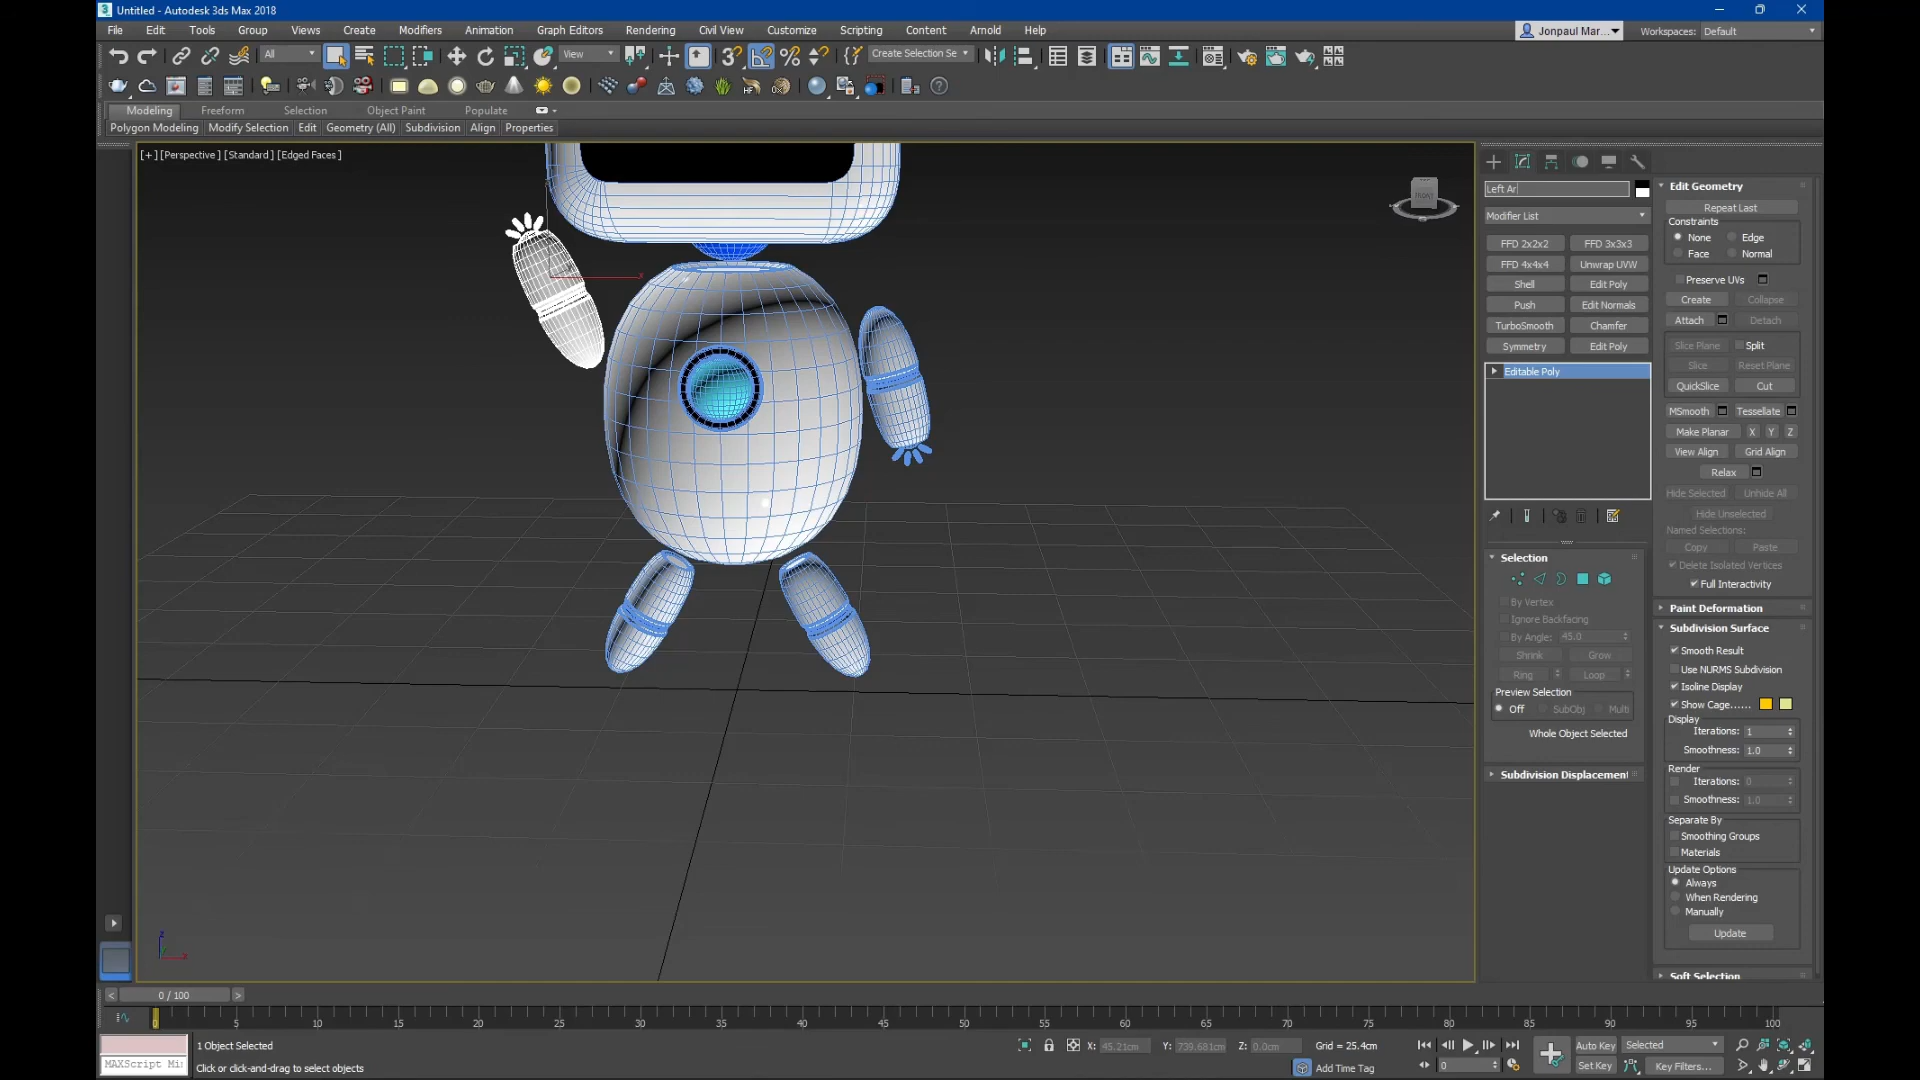 Untitled - Autodesk 3ds Max 2018
File Edit Tools Group Views Create Modifiers Animation Graph Editors Rendering Civil View Customize Scripting Content Arnold Help
Jonpaul Mar... Workspaces: Default
All View Create Selection Se
Modeling Freeform Selection Object Paint Populate
Polygon Modeling Modify Selection Edit Geometry (All) Subdivision Align Properties
[+] [Perspective] [Standard] [Edged Faces]
FRONT
x
Left Ar
Modifier List
FFD 2x2x2 FFD 3x3x3
FFD 4x4x4 Unwrap UVW
Shell Edit Poly
Push Edit Normals
TurboSmooth Chamfer
Symmetry Edit Poly
Editable Poly
Selection
By Vertex
Ignore Backfacing
By Angle: 45.0
Shrink Grow
Ring Loop
Preview Selection
Off SubObj Multi
Whole Object Selected
Subdivision Displacement
Edit Geometry
Repeat Last
Constraints
None Edge
Face Normal
Preserve UVs
Create Collapse
Attach Detach
Slice Plane Split
Slice Reset Plane
QuickSlice Cut
MSmooth Tessellate
Make Planar X Y Z
View Align Grid Align
Relax
Hide Selected Unhide All
Hide Unselected
Named Selections:
Copy Paste
Delete Isolated Vertices
Full Interactivity
Paint Deformation
Subdivision Surface
Smooth Result
Use NURMS Subdivision
Isoline Display
Show Cage......
Display
Iterations: 1
Smoothness: 1.0
Render
Iterations: 0
Smoothness: 1.0
Separate By
Smoothing Groups
Materials
Update Options
Always
When Rendering
Manually
Update
Soft Selection
z
x
< 0 / 100 >
0 5 10 15 20 25 30 35 40 45 50 55 60 65 70 75 80 85 90 95 100
1 Object Selected X: 45.21cm Y: 739.681cm Z: 0.0cm Grid = 25.4cm Auto Key Selected
MAXScript Mi: Click or click-and-drag to select objects Add Time Tag 0 Set Key Key Filters...